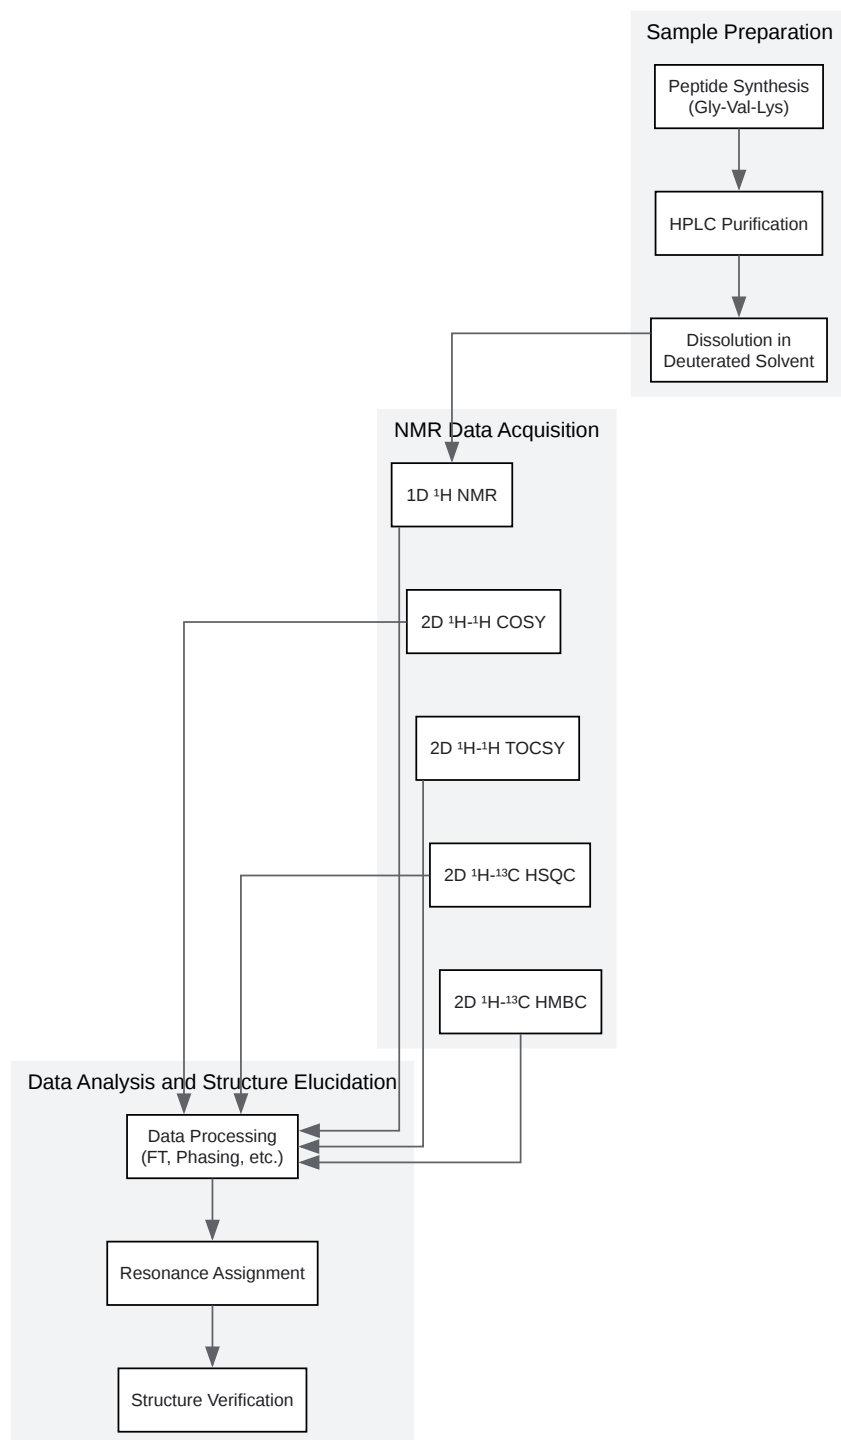 Sample Preparation
Peptide Synthesis
(Gly-Val-Lys)
HPLC Purification
Dissolution in
Deuterated Solvent
NMR Data Acquisition
1D ¹H NMR
2D ¹H-¹H COSY
2D ¹H-¹H TOCSY
2D ¹H-¹³C HSQC
2D ¹H-¹³C HMBC
Data Analysis and Structure Elucidation
Data Processing
(FT, Phasing, etc.)
Resonance Assignment
Structure Verification